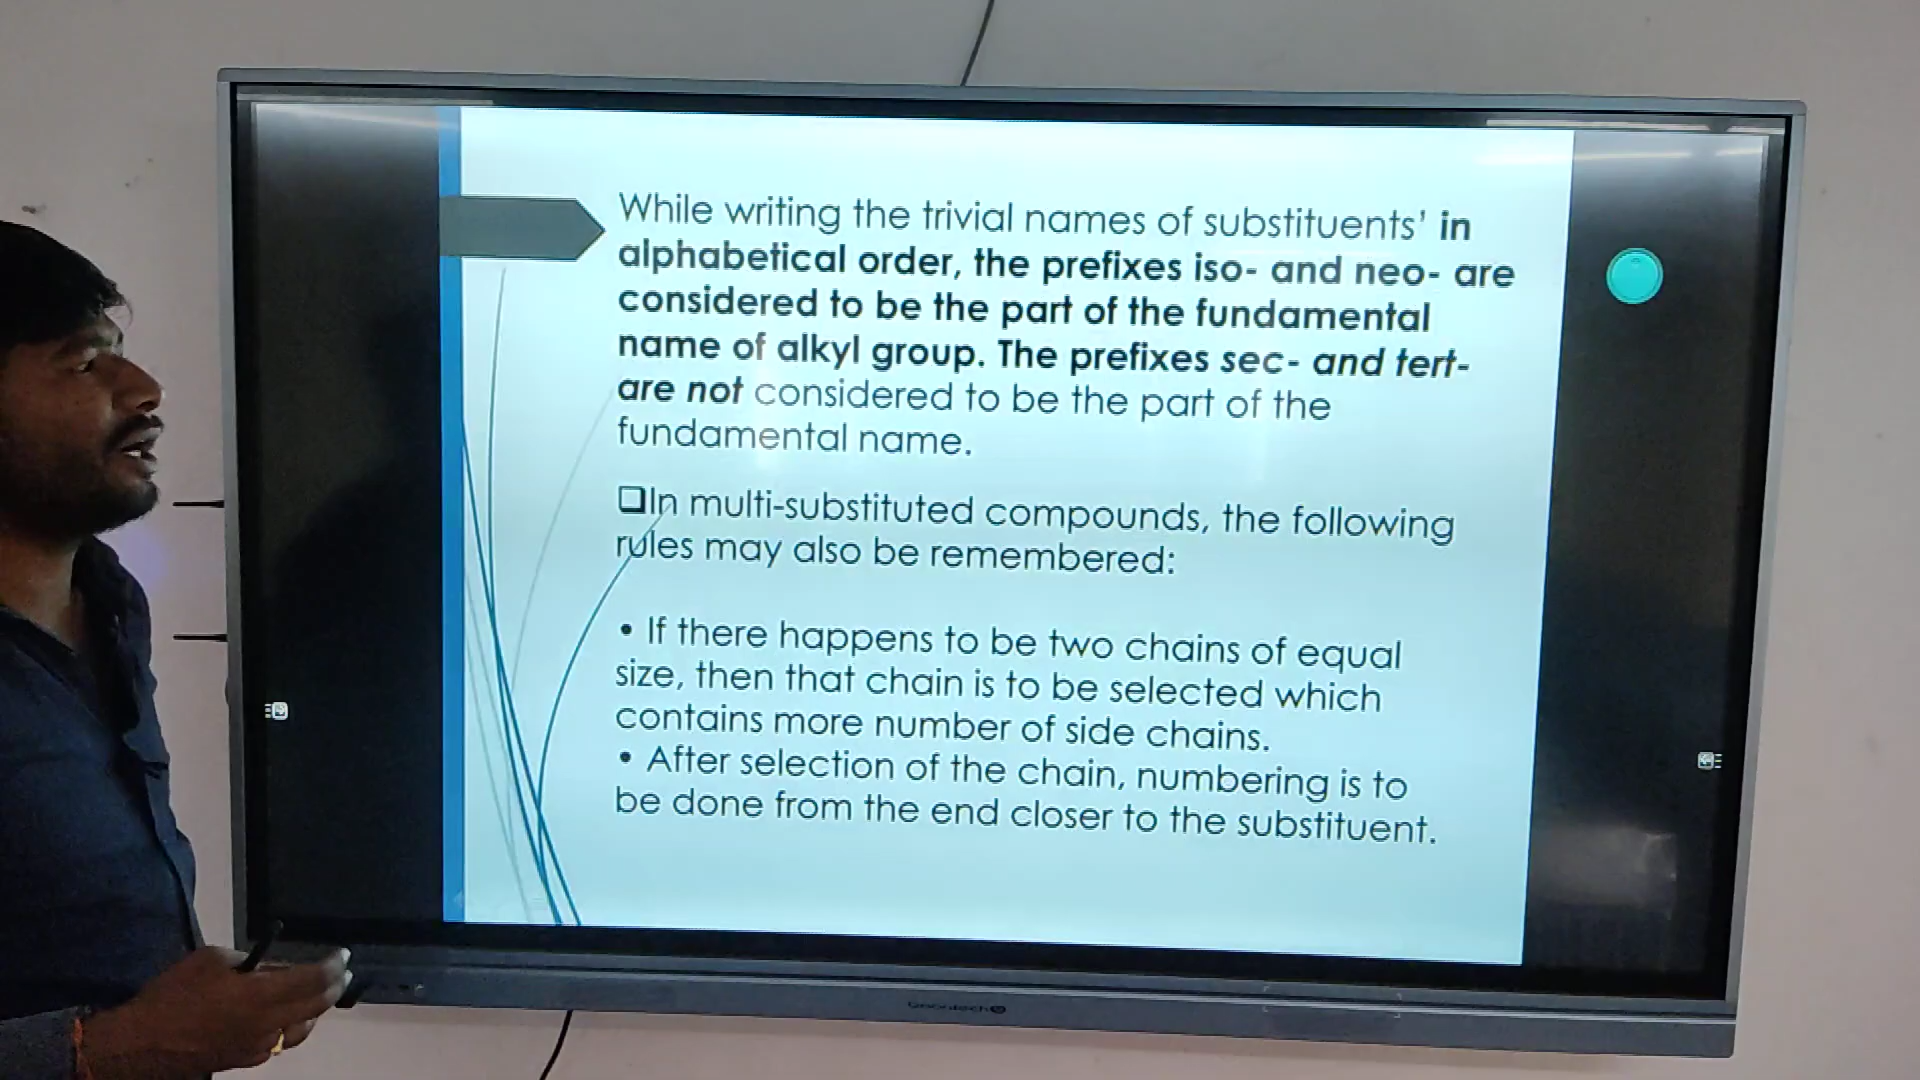 While writing the trivial names of substituents' in
alphabetical order, the prefixes iso- and neo- are
considered to be the part of the fundamental
name of alkyl group. The prefixes sec- and tert-
are not considered to be the part of the
fundamental name.
❑In multi-substituted compounds, the following
rules may also be remembered:
• If there happens to be two chains of equal
size, then that chain is to be selected which
contains more number of side chains.
• After selection of the chain, numbering is to
be done from the end closer to the substituent.